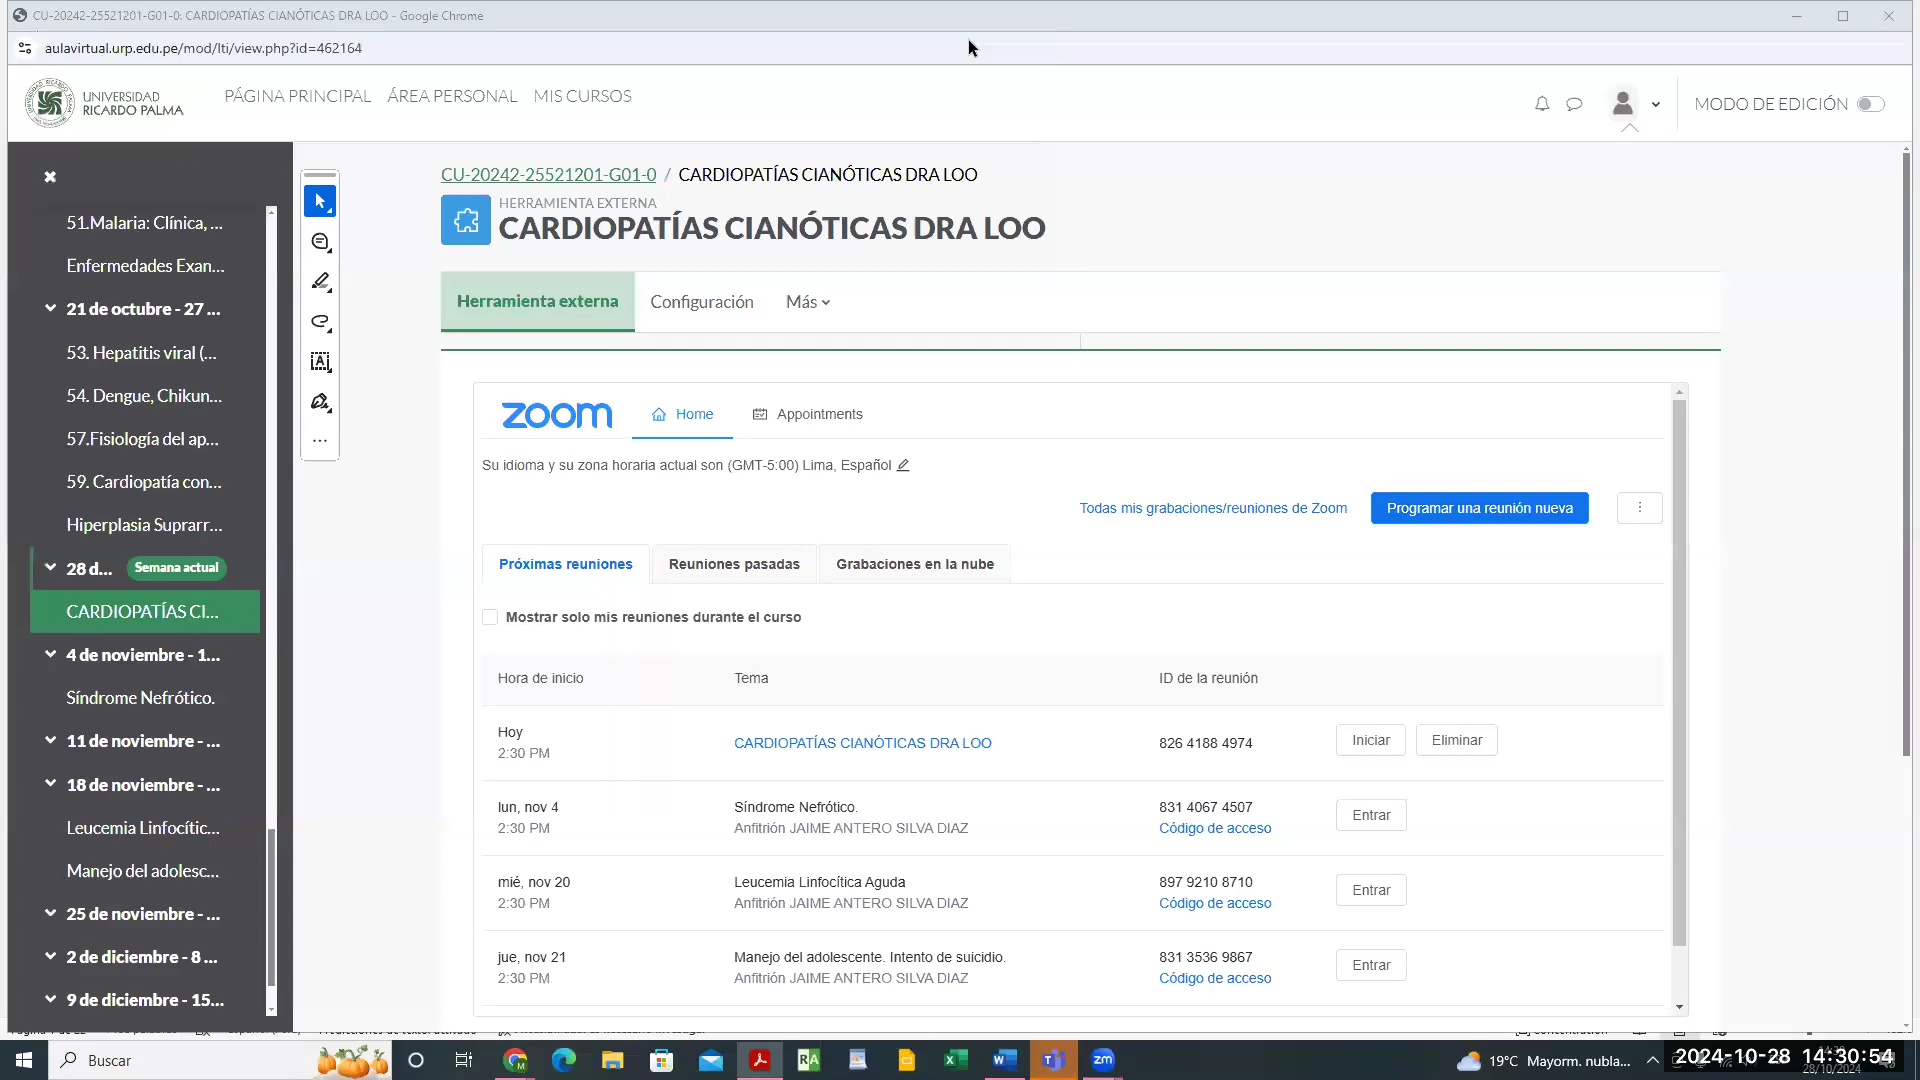 CU-20242-25521201-G01-0: CARDIOPATÍAS CIANÓTICAS DRA LOO - Google Chrome
aulavirtual.urp.edu.pe/mod/lti/view.php?id=462164
UNIVERSIDAD
RICARDO PALMA
PÁGINA PRINCIPAL ÁREA PERSONAL MIS CURSOS
MODO DE EDICIÓN
51.Malaria: Clínica, ...
Enfermedades Exan...
21 de octubre - 27 ...
53. Hepatitis viral (...
54. Dengue, Chikun...
57.Fisiología del ap...
59. Cardiopatía con...
Hiperplasia Suprarr...
28 d... Semana actual
CARDIOPATÍAS CI...
4 de noviembre - 1...
Síndrome Nefrótico.
11 de noviembre - ...
18 de noviembre - ...
Leucemia Linfocític...
Manejo del adolesc...
25 de noviembre - ...
2 de diciembre - 8 ...
9 de diciembre - 15...
CU-20242-25521201-G01-0 / CARDIOPATÍAS CIANÓTICAS DRA LOO
HERRAMIENTA EXTERNA
CARDIOPATÍAS CIANÓTICAS DRA LOO
Herramienta externa Configuración Más
zoom Home Appointments
Su idioma y su zona horaria actual son (GMT-5:00) Lima, Español
Todas mis grabaciones/reuniones de Zoom Programar una reunión nueva
Próximas reuniones Reuniones pasadas Grabaciones en la nube
Mostrar solo mis reuniones durante el curso
Hora de inicio Tema ID de la reunión
Hoy
2:30 PM
CARDIOPATÍAS CIANÓTICAS DRA LOO
826 4188 4974
Iniciar Eliminar
lun, nov 4
2:30 PM
Síndrome Nefrótico.
Anfitrión JAIME ANTERO SILVA DIAZ
831 4067 4507
Código de acceso
Entrar
mié, nov 20
2:30 PM
Leucemia Linfocítica Aguda
Anfitrión JAIME ANTERO SILVA DIAZ
897 9210 8710
Código de acceso
Entrar
jue, nov 21
2:30 PM
Manejo del adolescente. Intento de suicidio.
Anfitrión JAIME ANTERO SILVA DIAZ
831 3536 9867
Código de acceso
Entrar
Buscar
19°C Mayorm. nubla...
2024-10-28 14:30:54
28/10/2024